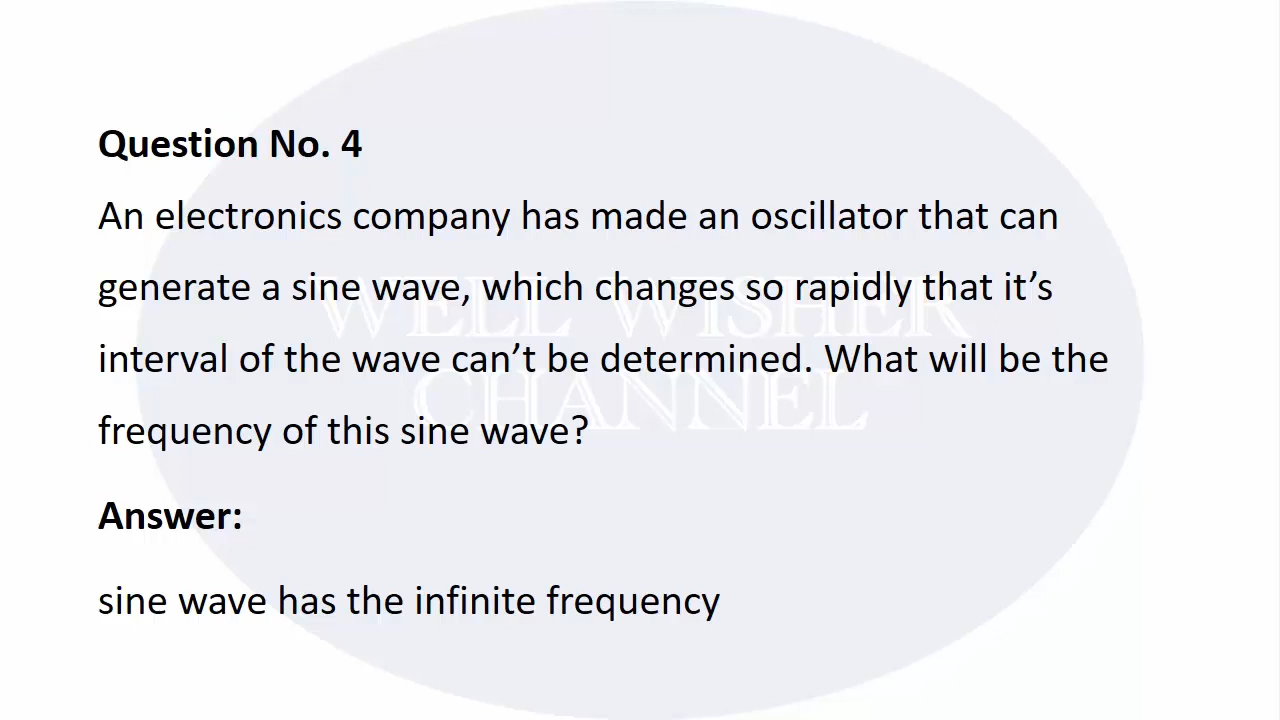 Question No. 4
An electronics company has made an oscillator that can
generate a sine wave, which changes so rapidly that it’s
interval of the wave can’t be determined. What will be the
frequency of this sine wave?
Answer:
sine wave has the infinite frequency
WELL WISHER
CHANNEL